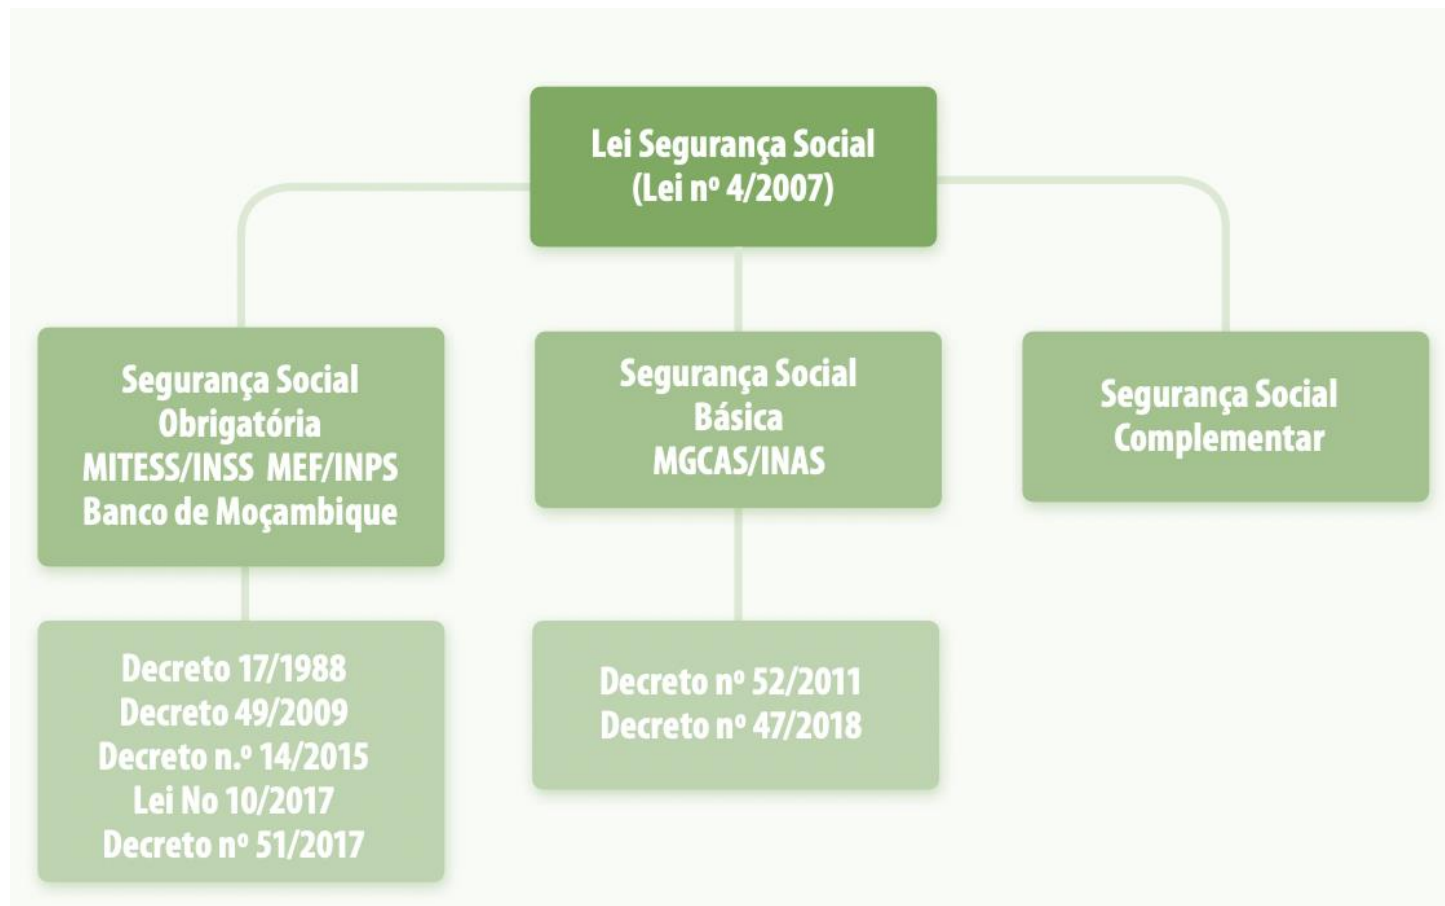 Lei Segurança Social
(Lei nº 4/2007)
Segurança Social
Obrigatória
MITESS/INSS MEF/INPS
Banco de Moçambique
Segurança Social
Básica
MGCAS/INAS
Segurança Social
Complementar
Decreto 17/1988
Decreto 49/2009
Decreto n.º 14/2015
Lei No 10/2017
Decreto nº 51/2017
Decreto nº 52/2011
Decreto nº 47/2018